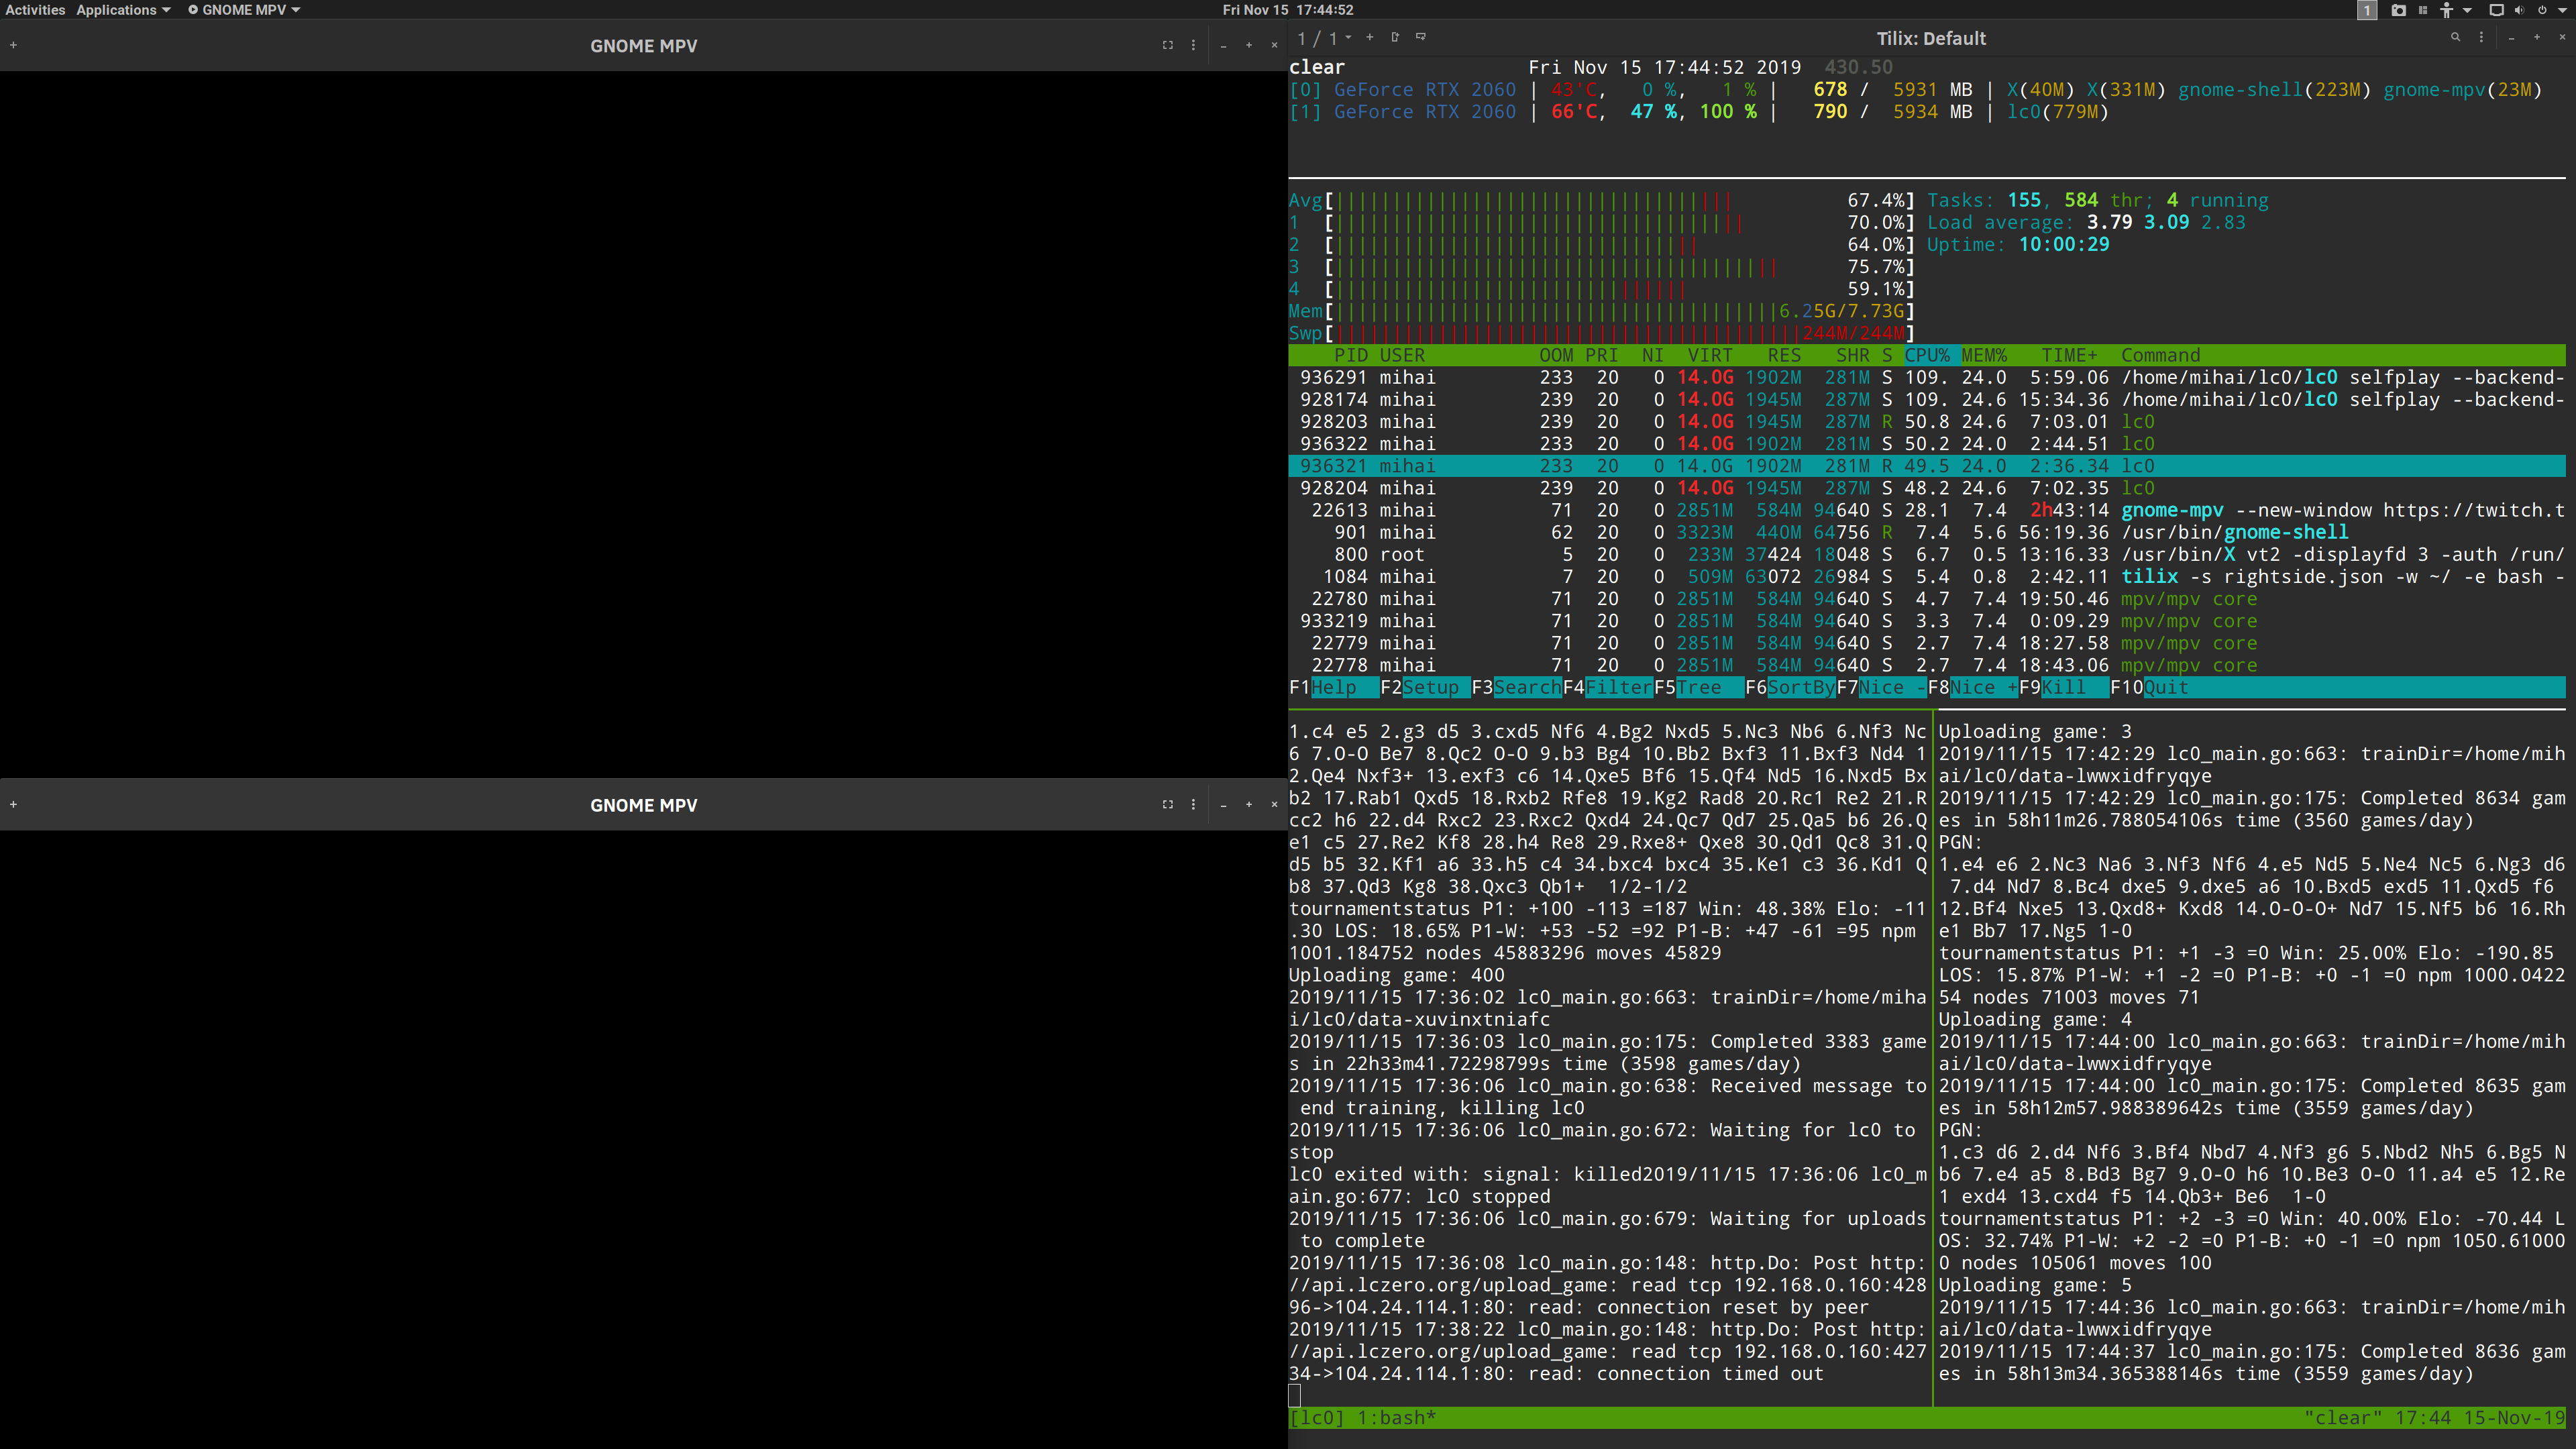 Activities Applications GNOME MPV
Fri Nov 15 17:44:52
1
GNOME MPV
GNOME MPV
1 / 1
Tilix: Default
clear Fri Nov 15 17:44:52 2019 430.50
[0] GeForce RTX 2060 | 43'C, 0 %, 1 % | 678 / 5931 MB | X(40M) X(331M) gnome-shell(223M) gnome-mpv(23M)
[1] GeForce RTX 2060 | 66'C, 47 %, 100 % | 790 / 5934 MB | lc0(779M)
Avg[ 67.4%] Tasks: 155, 584 thr; 4 running
1 [ 70.0%] Load average: 3.79 3.09 2.83
2 [ 64.0%] Uptime: 10:00:29
3 [ 75.7%]
4 [ 59.1%]
Mem[ 6.25G/7.73G]
Swp[ 244M/244M]
PID USER OOM PRI NI VIRT RES SHR S CPU% MEM% TIME+ Command
936291 mihai 233 20 0 14.0G 1902M 281M S 109. 24.0 5:59.06 /home/mihai/lc0/lc0 selfplay --backend-
928174 mihai 239 20 0 14.0G 1945M 287M S 109. 24.6 15:34.36 /home/mihai/lc0/lc0 selfplay --backend-
928203 mihai 239 20 0 14.0G 1945M 287M R 50.8 24.6 7:03.01 lc0
936322 mihai 233 20 0 14.0G 1902M 281M S 50.2 24.0 2:44.51 lc0
936321 mihai 233 20 0 14.0G 1902M 281M R 49.5 24.0 2:36.34 lc0
928204 mihai 239 20 0 14.0G 1945M 287M S 48.2 24.6 7:02.35 lc0
22613 mihai 71 20 0 2851M 584M 94640 S 28.1 7.4 2h43:14 gnome-mpv --new-window https://twitch.t
901 mihai 62 20 0 3323M 440M 64756 R 7.4 5.6 56:19.36 /usr/bin/gnome-shell
800 root 5 20 0 233M 37424 18048 S 6.7 0.5 13:16.33 /usr/bin/X vt2 -displayfd 3 -auth /run/
1084 mihai 7 20 0 509M 63072 26984 S 5.4 0.8 2:42.11 tilix -s rightside.json -w ~/ -e bash -
22780 mihai 71 20 0 2851M 584M 94640 S 4.7 7.4 19:50.46 mpv/mpv core
933219 mihai 71 20 0 2851M 584M 94640 S 3.3 7.4 0:09.29 mpv/mpv core
22779 mihai 71 20 0 2851M 584M 94640 S 2.7 7.4 18:27.58 mpv/mpv core
22778 mihai 71 20 0 2851M 584M 94640 S 2.7 7.4 18:43.06 mpv/mpv core
F1Help F2Setup F3SearchF4FilterF5Tree F6SortByF7Nice -F8Nice +F9Kill F10Quit
1.c4 e5 2.g3 d5 3.cxd5 Nf6 4.Bg2 Nxd5 5.Nc3 Nb6 6.Nf3 Nc
6 7.O-O Be7 8.Qc2 O-O 9.b3 Bg4 10.Bb2 Bxf3 11.Bxf3 Nd4 1
2.Qe4 Nxf3+ 13.exf3 c6 14.Qxe5 Bf6 15.Qf4 Nd5 16.Nxd5 Bx
b2 17.Rab1 Qxd5 18.Rxb2 Rfe8 19.Kg2 Rad8 20.Rc1 Re2 21.R
cc2 h6 22.d4 Rxc2 23.Rxc2 Qxd4 24.Qc7 Qd7 25.Qa5 b6 26.Q
e1 c5 27.Re2 Kf8 28.h4 Re8 29.Rxe8+ Qxe8 30.Qd1 Qc8 31.Q
d5 b5 32.Kf1 a6 33.h5 c4 34.bxc4 bxc4 35.Ke1 c3 36.Kd1 Q
b8 37.Qd3 Kg8 38.Qxc3 Qb1+ 1/2-1/2
tournamentstatus P1: +100 -113 =187 Win: 48.38% Elo: -11
.30 LOS: 18.65% P1-W: +53 -52 =92 P1-B: +47 -61 =95 npm
1001.184752 nodes 45883296 moves 45829
Uploading game: 400
2019/11/15 17:36:02 lc0_main.go:663: trainDir=/home/miha
i/lc0/data-xuvinxtniafc
2019/11/15 17:36:03 lc0_main.go:175: Completed 3383 game
s in 22h33m41.72298799s time (3598 games/day)
2019/11/15 17:36:06 lc0_main.go:638: Received message to
end training, killing lc0
2019/11/15 17:36:06 lc0_main.go:672: Waiting for lc0 to
stop
lc0 exited with: signal: killed2019/11/15 17:36:06 lc0_m
ain.go:677: lc0 stopped
2019/11/15 17:36:06 lc0_main.go:679: Waiting for uploads
to complete
2019/11/15 17:36:08 lc0_main.go:148: http.Do: Post http:
//api.lczero.org/upload_game: read tcp 192.168.0.160:428
96->104.24.114.1:80: read: connection reset by peer
2019/11/15 17:38:22 lc0_main.go:148: http.Do: Post http:
//api.lczero.org/upload_game: read tcp 192.168.0.160:427
34->104.24.114.1:80: read: connection timed out
Uploading game: 3
2019/11/15 17:42:29 lc0_main.go:663: trainDir=/home/mih
ai/lc0/data-lwwxidfryqye
2019/11/15 17:42:29 lc0_main.go:175: Completed 8634 gam
es in 58h11m26.788054106s time (3560 games/day)
PGN:
1.e4 e6 2.Nc3 Na6 3.Nf3 Nf6 4.e5 Nd5 5.Ne4 Nc5 6.Ng3 d6
7.d4 Nd7 8.Bc4 dxe5 9.dxe5 a6 10.Bxd5 exd5 11.Qxd5 f6
12.Bf4 Nxe5 13.Qxd8+ Kxd8 14.O-O-O+ Nd7 15.Nf5 b6 16.Rh
e1 Bb7 17.Ng5 1-0
tournamentstatus P1: +1 -3 =0 Win: 25.00% Elo: -190.85
LOS: 15.87% P1-W: +1 -2 =0 P1-B: +0 -1 =0 npm 1000.0422
54 nodes 71003 moves 71
Uploading game: 4
2019/11/15 17:44:00 lc0_main.go:663: trainDir=/home/mih
ai/lc0/data-lwwxidfryqye
2019/11/15 17:44:00 lc0_main.go:175: Completed 8635 gam
es in 58h12m57.988389642s time (3559 games/day)
PGN:
1.c3 d6 2.d4 Nf6 3.Bf4 Nbd7 4.Nf3 g6 5.Nbd2 Nh5 6.Bg5 N
b6 7.e4 a5 8.Bd3 Bg7 9.O-O h6 10.Be3 O-O 11.a4 e5 12.Re
1 exd4 13.cxd4 f5 14.Qb3+ Be6 1-0
tournamentstatus P1: +2 -3 =0 Win: 40.00% Elo: -70.44 L
OS: 32.74% P1-W: +2 -2 =0 P1-B: +0 -1 =0 npm 1050.61000
0 nodes 105061 moves 100
Uploading game: 5
2019/11/15 17:44:36 lc0_main.go:663: trainDir=/home/mih
ai/lc0/data-lwwxidfryqye
2019/11/15 17:44:37 lc0_main.go:175: Completed 8636 gam
es in 58h13m34.365388146s time (3559 games/day)
[lc0] 1:bash* "clear" 17:44 15-Nov-19